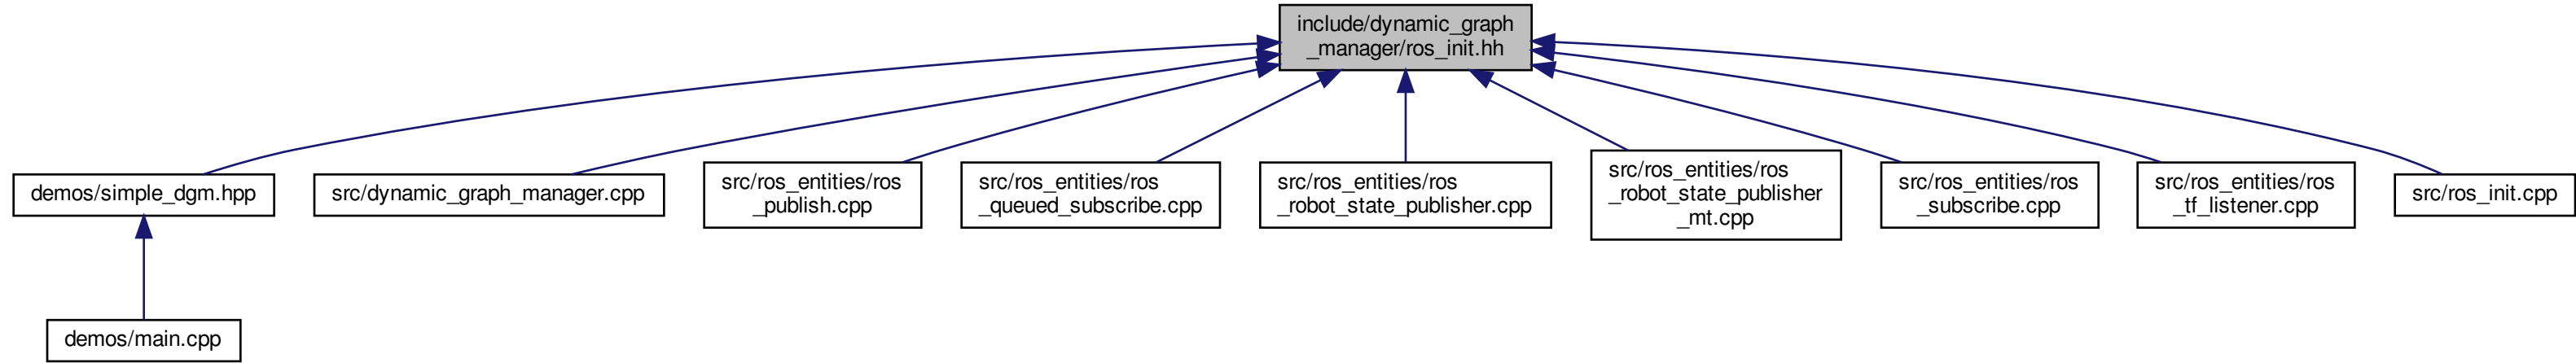 include/dynamic_graph
_manager/ros_init.hh
demos/simple_dgm.hpp
src/dynamic_graph_manager.cpp
src/ros_entities/ros
_publish.cpp
src/ros_entities/ros
_queued_subscribe.cpp
src/ros_entities/ros
_robot_state_publisher.cpp
src/ros_entities/ros
_robot_state_publisher
_mt.cpp
src/ros_entities/ros
_subscribe.cpp
src/ros_entities/ros
_tf_listener.cpp
src/ros_init.cpp
demos/main.cpp